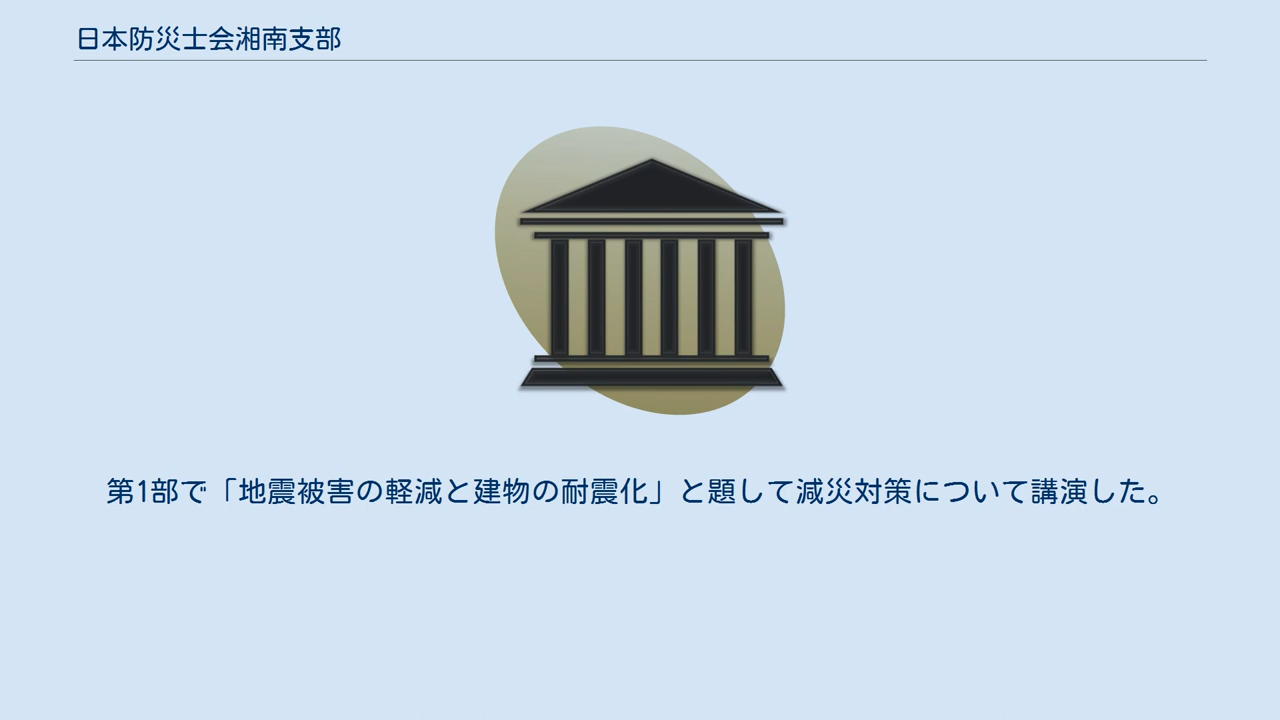 日本防災士会湘南支部
第1部で「地震被害の軽減と建物の耐震化」と題して減災対策について講演した。